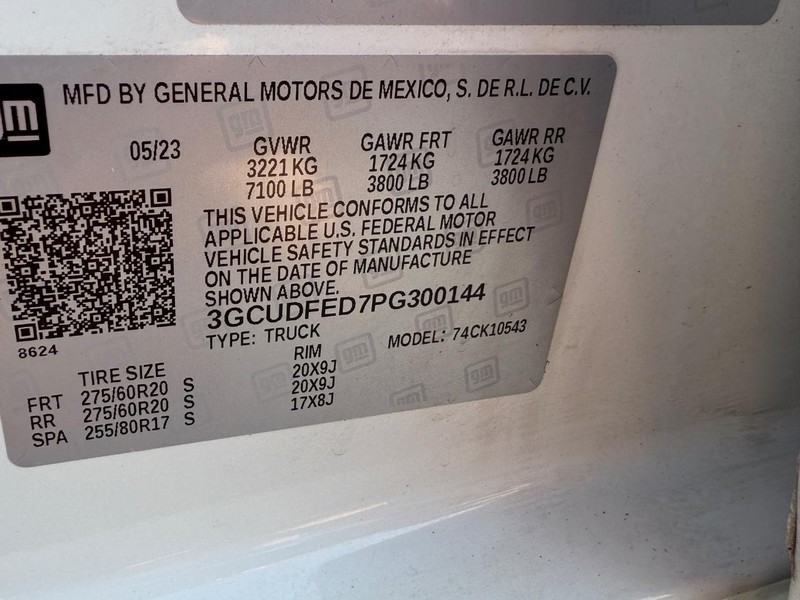 gm
MFD BY GENERAL MOTORS DE MEXICO, S. DE R.L. DE C.V.
05/23 GVWR GAWR FRT GAWR RR
3221 KG 1724 KG 1724 KG
7100 LB 3800 LB 3800 LB
THIS VEHICLE CONFORMS TO ALL
APPLICABLE U.S. FEDERAL MOTOR
VEHICLE SAFETY STANDARDS IN EFFECT
ON THE DATE OF MANUFACTURE
SHOWN ABOVE.
3GCUDFED7PG300144
8624
TYPE: TRUCK MODEL: 74CK10543
TIRE SIZE RIM
FRT 275/60R20 S 20X9J
RR 275/60R20 S 20X9J
SPA 255/80R17 S 17X8J